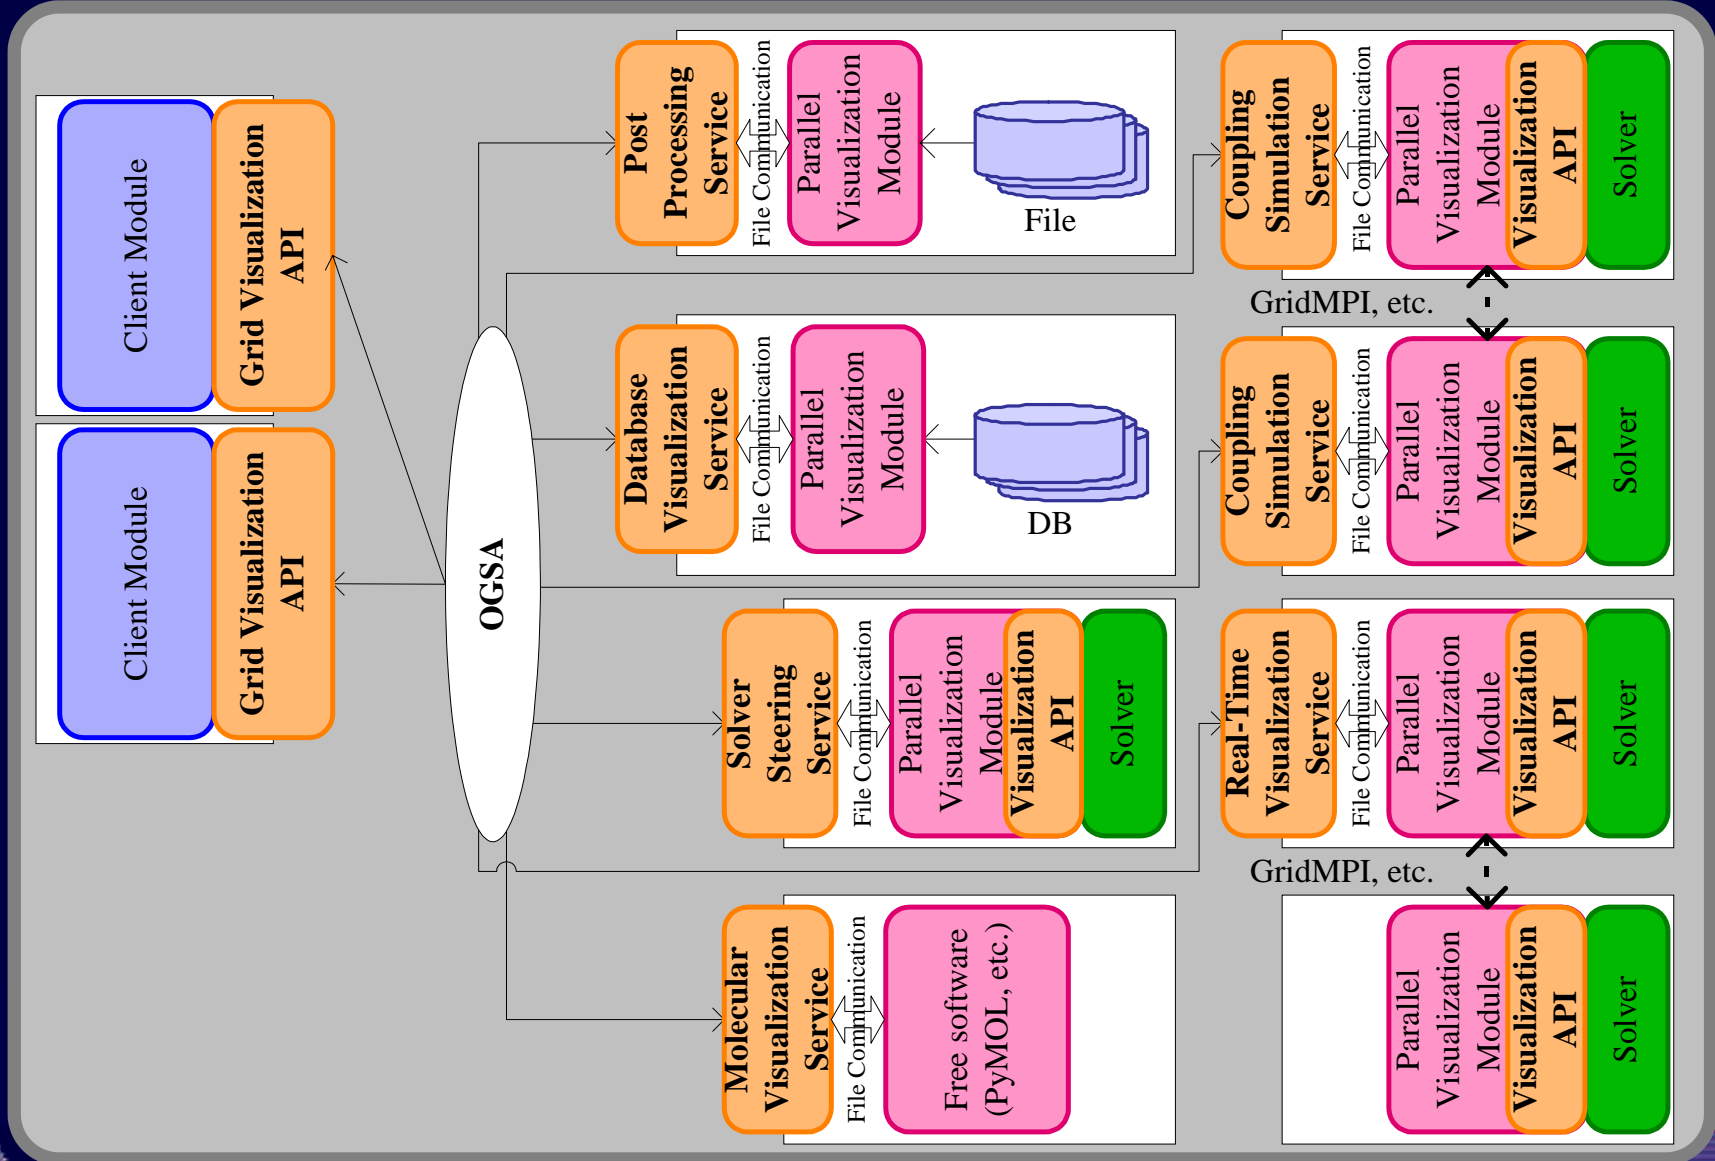 Client Module
Grid Visualization
API
Client Module
Grid Visualization
API
OGSA
Post
Processing
Service
File Communication
Parallel
Visualization
Module
File
Database
Visualization
Service
File Communication
Parallel
Visualization
Module
DB
Solver
Steering
Service
File Communication
Parallel
Visualization
Module
Visualization
API
Solver
Molecular
Visualization
Service
File Communication
Free software
(PyMOL, etc.)
Coupling
Simulation
Service
File Communication
Parallel
Visualization
Module
Visualization
API
Solver
GridMPI, etc.
Coupling
Simulation
Service
File Communication
Parallel
Visualization
Module
Visualization
API
Solver
Real-Time
Visualization
Service
File Communication
Parallel
Visualization
Module
Visualization
API
Solver
GridMPI, etc.
Parallel
Visualization
Module
Visualization
API
Solver